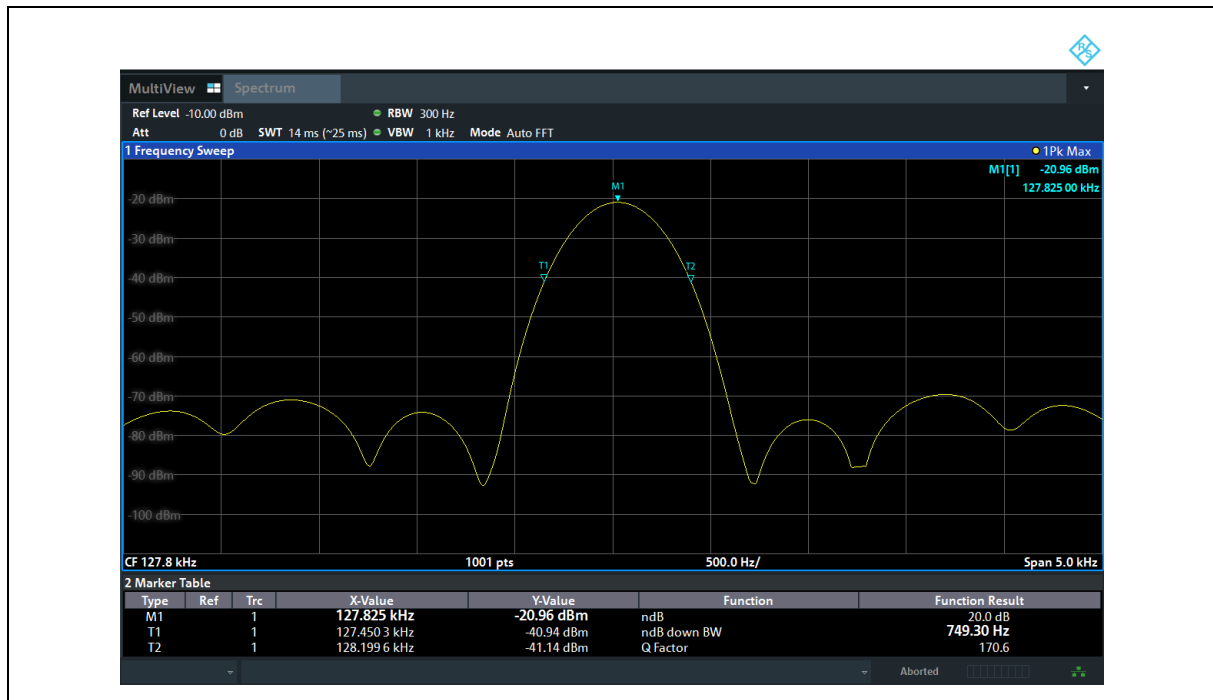 R&S
MultiView Spectrum
Ref Level -10.00 dBm RBW 300 Hz
Att 0 dB SWT 14 ms (~25 ms) VBW 1 kHz Mode Auto FFT
1 Frequency Sweep 1Pk Max
M1[1] -20.96 dBm
127.825 00 kHz
M1
-20 dBm
-30 dBm
T1 T2
-40 dBm
-50 dBm
-60 dBm
-70 dBm
-80 dBm
-90 dBm
-100 dBm
CF 127.8 kHz 1001 pts 500.0 Hz/ Span 5.0 kHz
2 Marker Table
Type Ref Trc X-Value Y-Value Function Function Result
M1 1 127.825 kHz -20.96 dBm ndB 20.0 dB
T1 1 127.450 3 kHz -40.94 dBm ndB down BW 749.30 Hz
T2 1 128.199 6 kHz -41.14 dBm Q Factor 170.6
Aborted